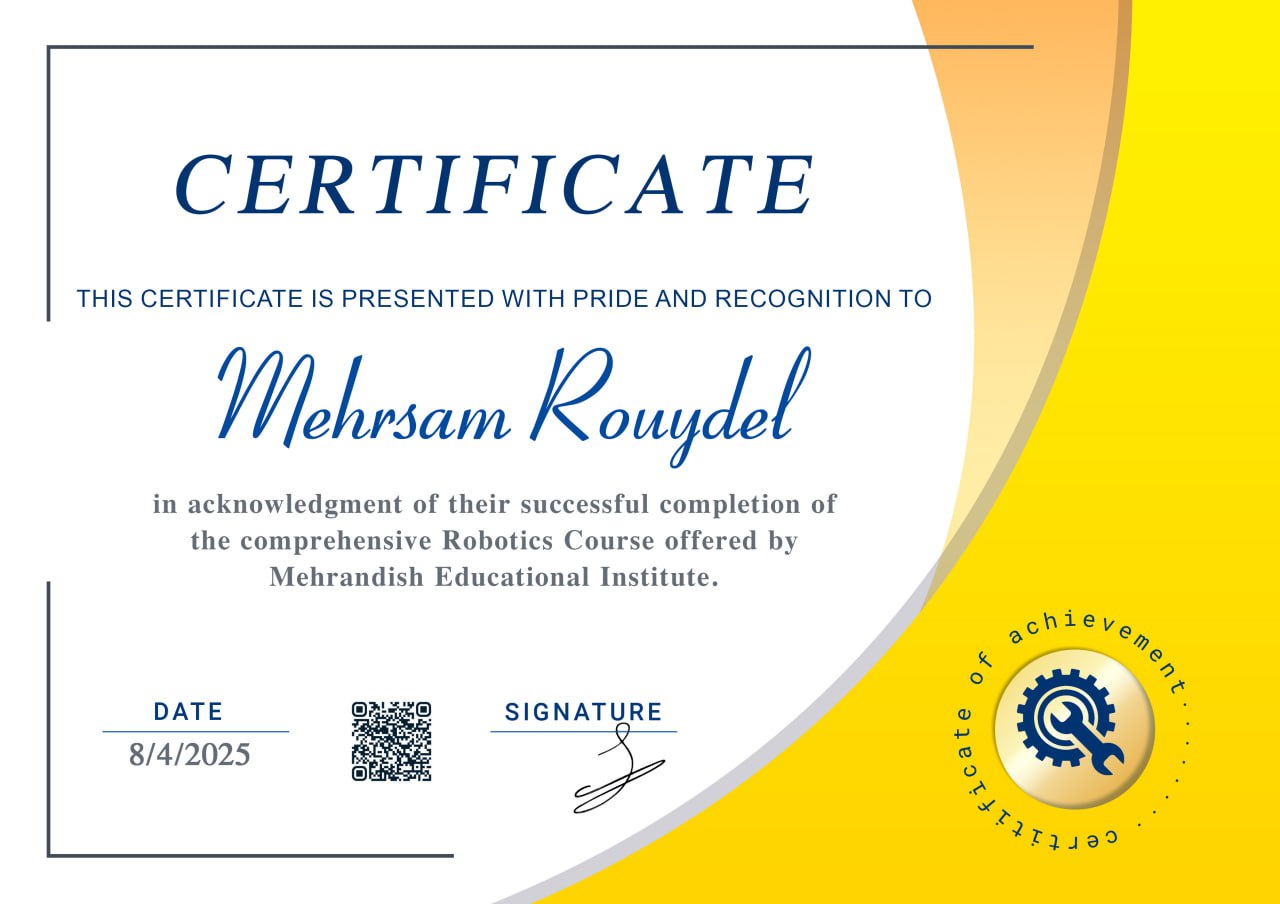 CERTIFICATE
THIS CERTIFICATE IS PRESENTED WITH PRIDE AND RECOGNITION TO
Mehrsam Rouydel
in acknowledgment of their successful completion of
the comprehensive Robotics Course offered by
Mehrandish Educational Institute.
DATE
8/4/2025
SIGNATURE
certificate of achievement........